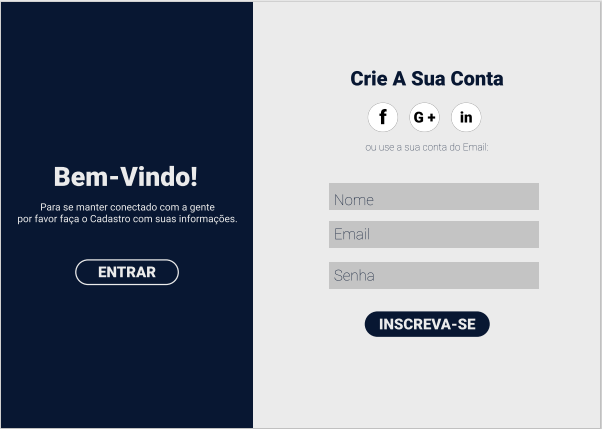 Bem-Vindo!
Para se manter conectado com a gente
por favor faça o Cadastro com suas informações.
ENTRAR
Crie A Sua Conta
f G+ in
ou use a sua conta do Email:
Nome
Email
Senha
INSCREVA-SE